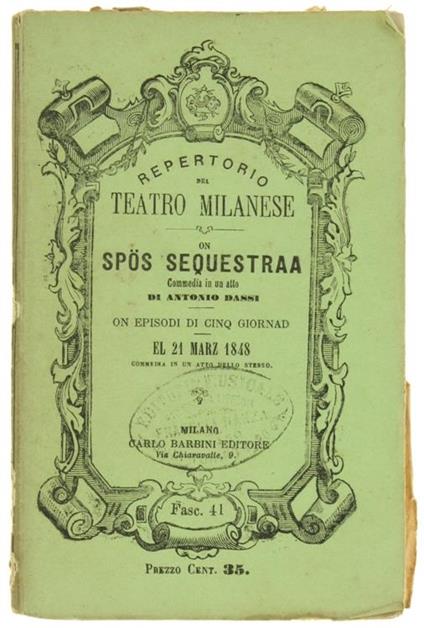 REPERTORIO
DEL
TEATRO MILANESE
ON
SPÖS SEQUESTRAA
Commedia in un atto
DI ANTONIO DASSI
ON EPISODI DI CINQ GIORNAD
EL 21 MARZ 1848
COMMEDIA IN UN ATTO DELLO STESSO.
MILANO
CARLO BARBINI EDITORE
Via Chiaravalle, 9.
Fasc. 41
PREZZO CENT. 35.